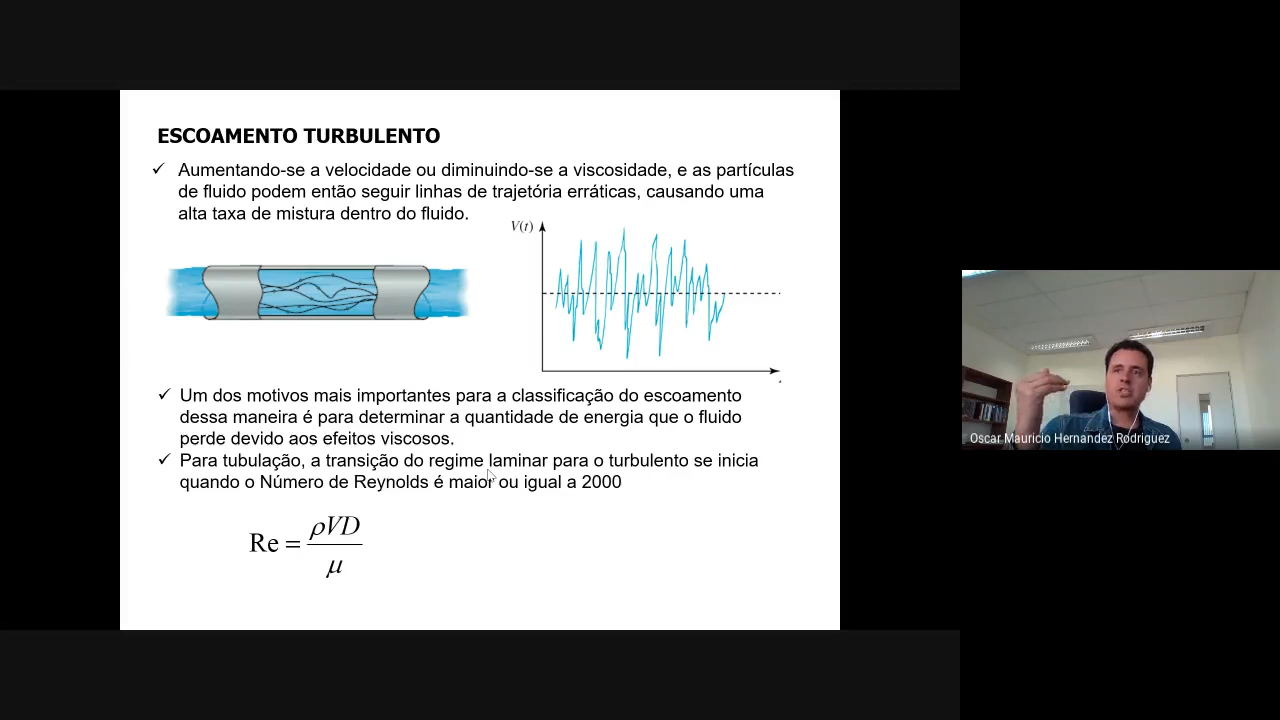 ESCOAMENTO TURBULENTO
✓ Aumentando-se a velocidade ou diminuindo-se a viscosidade, e as partículas
de fluido podem então seguir linhas de trajetória erráticas, causando uma
alta taxa de mistura dentro do fluido.
V(t)
✓ Um dos motivos mais importantes para a classificação do escoamento
dessa maneira é para determinar a quantidade de energia que o fluido
perde devido aos efeitos viscosos.
✓ Para tubulação, a transição do regime laminar para o turbulento se inicia
quando o Número de Reynolds é maior ou igual a 2000
Re = ρVD / μ
Oscar Mauricio Hernandez Rodriguez